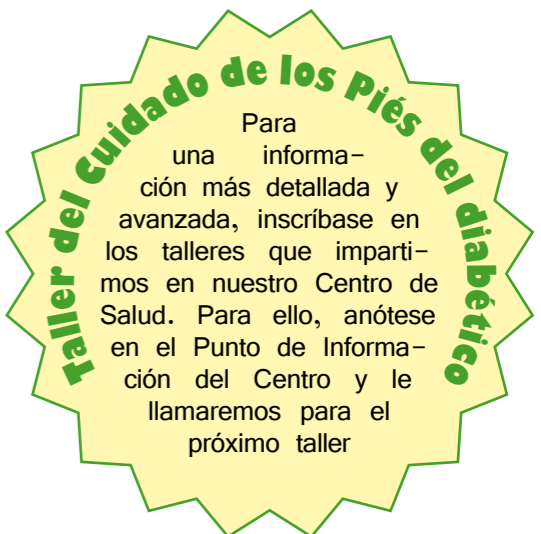 Taller del Cuidado de los Piés del diabético
Para
una informa-
ción más detallada y
avanzada, inscríbase en
los talleres que imparti-
mos en nuestro Centro de
Salud. Para ello, anótese
en el Punto de Informa-
ción del Centro y le
llamaremos para el
próximo taller